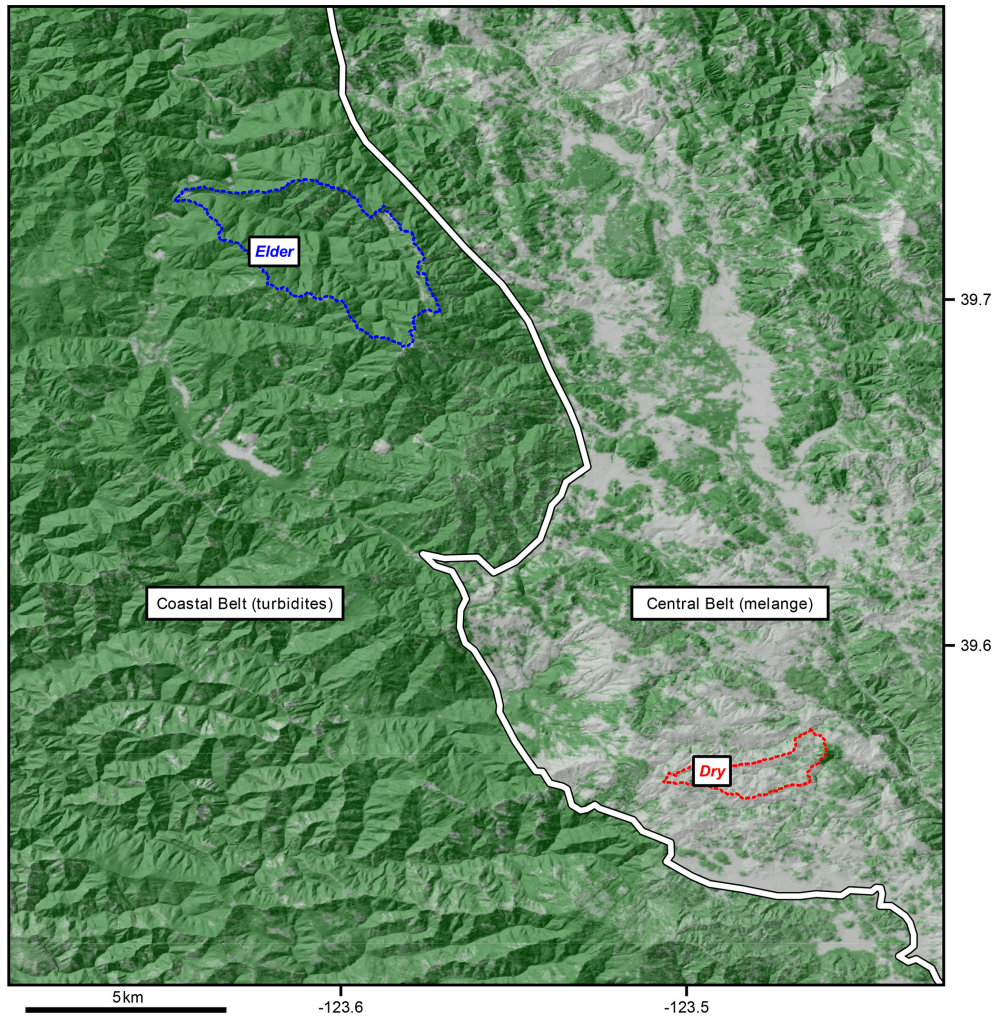 Elder
39.7
Coastal Belt (turbidites)
Central Belt (melange)
39.6
Dry
5km
-123.6
-123.5